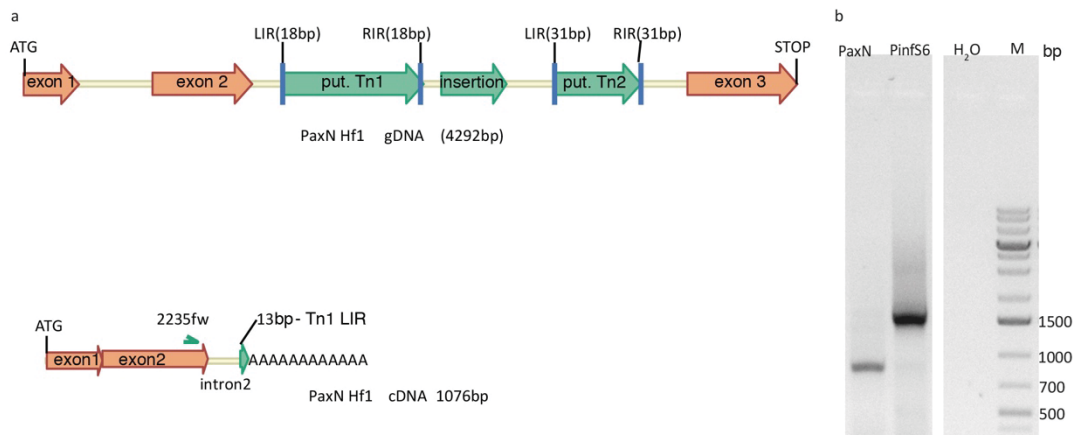 a
ATG
LIR(18bp) RIR(18bp) LIR(31bp) RIR(31bp) STOP
exon 1 exon 2 put. Tn1 insertion put. Tn2 exon 3
PaxN Hf1 gDNA (4292bp)
ATG
2235fw 13bp- Tn1 LIR
exon1 exon2 AAAAAAAAAAAA
intron2
PaxN Hf1 cDNA 1076bp
b
PaxN PinfS6 H₂O M bp
1500
1000
700
500